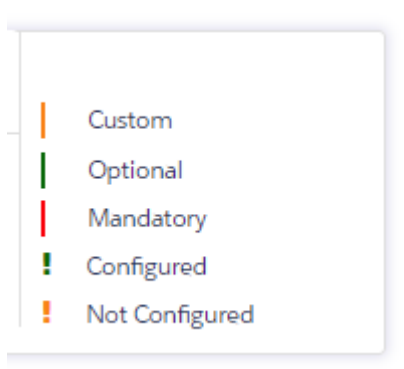 Custom
Optional
Mandatory
! Configured
! Not Configured